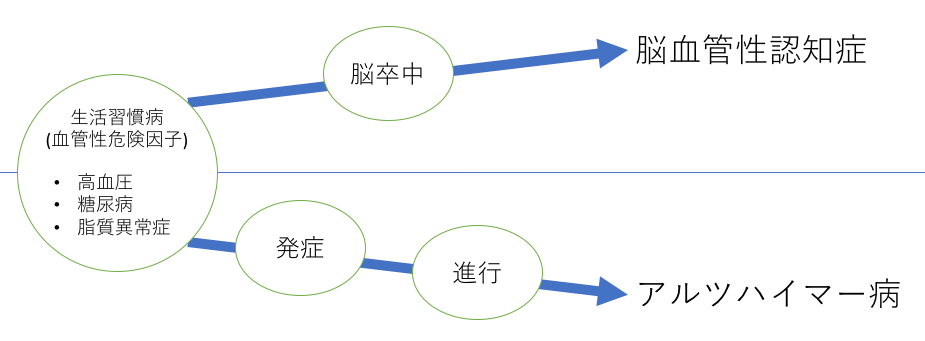 生活習慣病
(血管性危険因子)
• 高血圧
• 糖尿病
• 脂質異常症
脳卒中
脳血管性認知症
発症
進行
アルツハイマー病